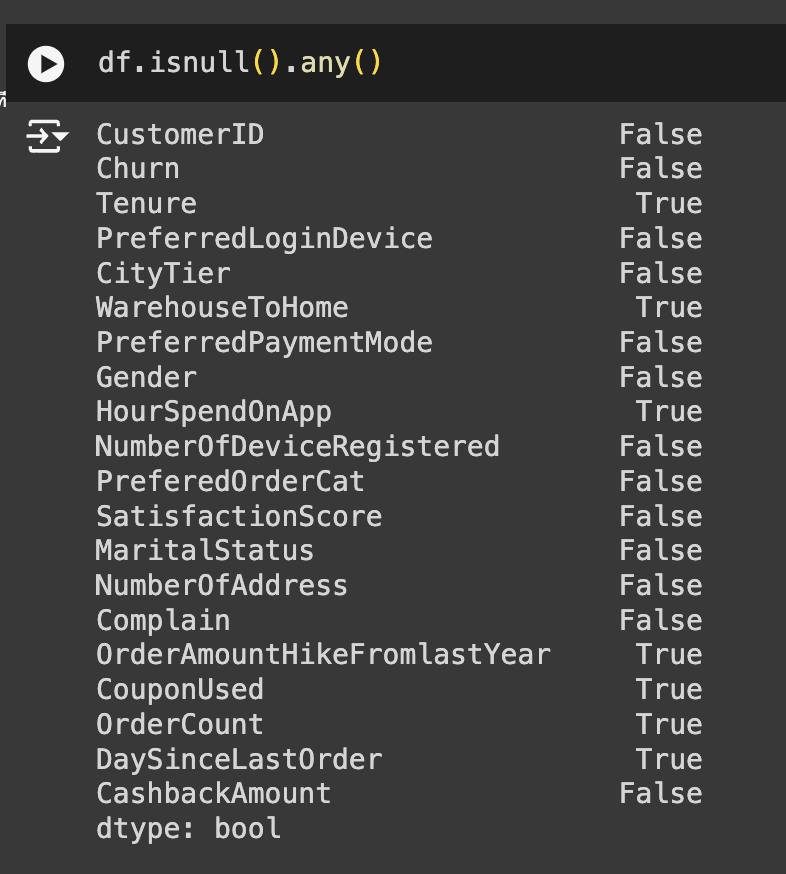 df.isnull().any()
CustomerID False
Churn False
Tenure True
PreferredLoginDevice False
CityTier False
WarehouseToHome True
PreferredPaymentMode False
Gender False
HourSpendOnApp True
NumberOfDeviceRegistered False
PreferedOrderCat False
SatisfactionScore False
MaritalStatus False
NumberOfAddress False
Complain False
OrderAmountHikeFromlastYear True
CouponUsed True
OrderCount True
DaySinceLastOrder True
CashbackAmount False
dtype: bool